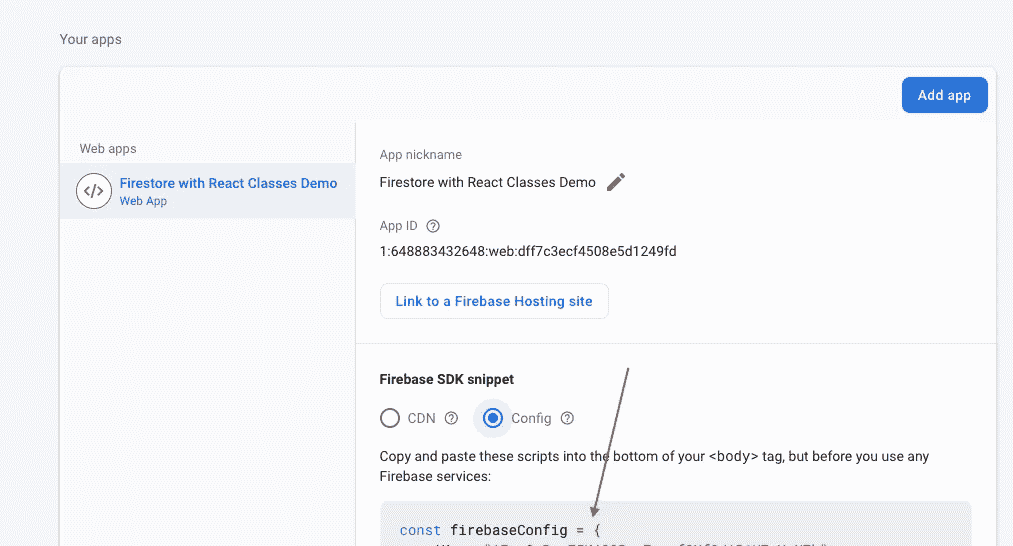 Your apps
Add app
Web apps
Firestore with React Classes Demo
Web App
App nickname
Firestore with React Classes Demo
App ID
1:648883432648:web:dff7c3ecf4508e5d1249fd
Link to a Firebase Hosting site
Firebase SDK snippet
CDN
Config
Copy and paste these scripts into the bottom of your <body> tag, but before you use any
Firebase services:
const firebaseConfig = {